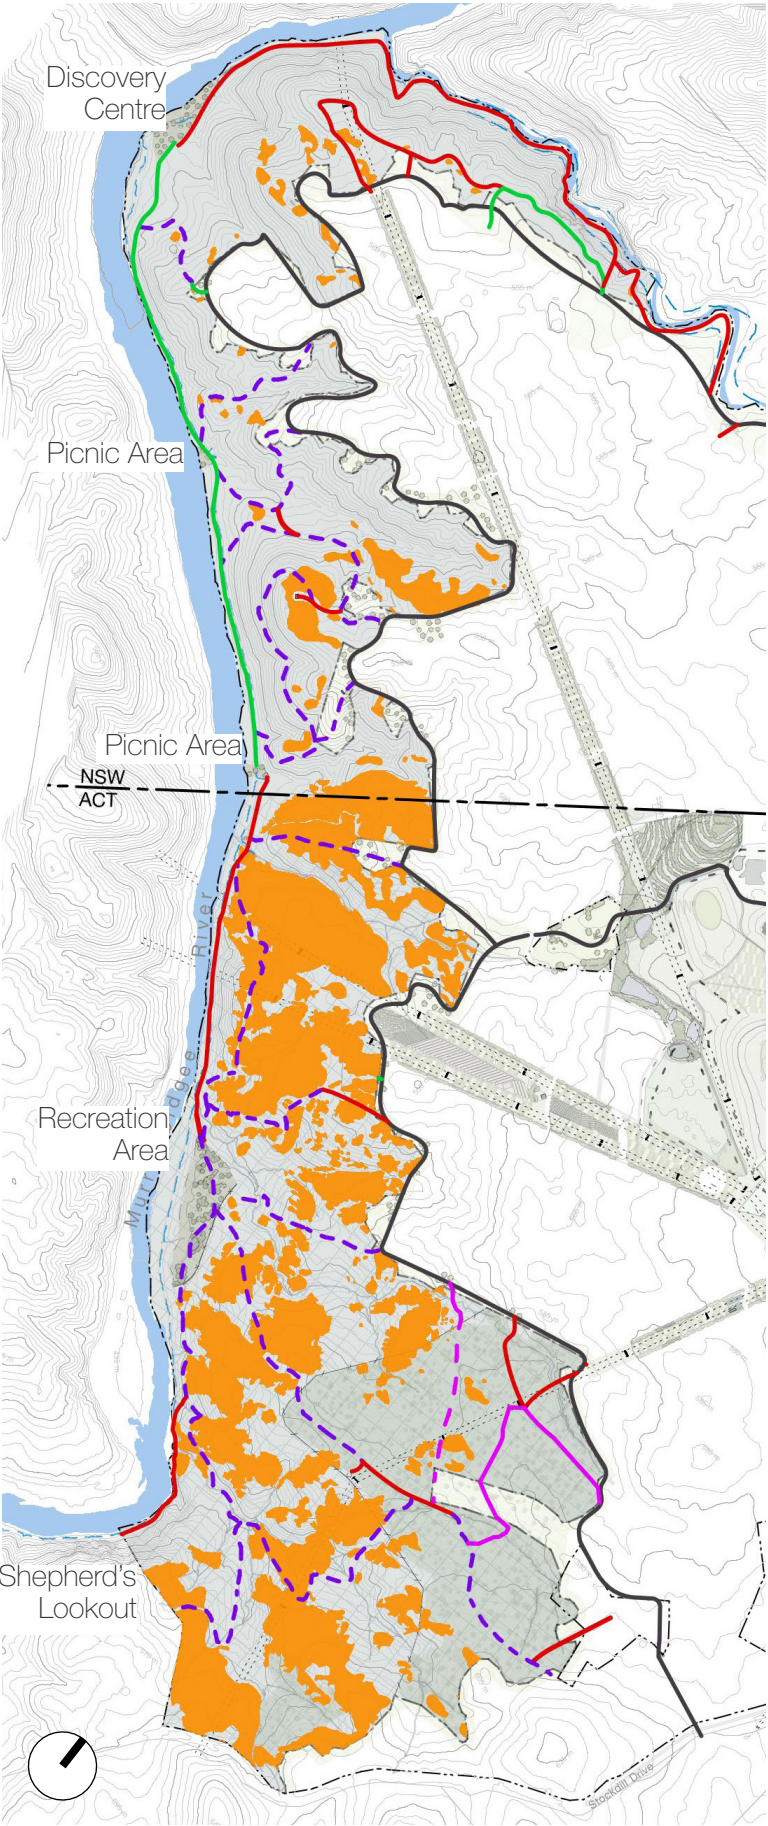 Discovery
Centre
Picnic Area
Picnic Area
NSW
ACT
River
Recreation
Area
Shepherd's
Lookout
Stockdill Drive